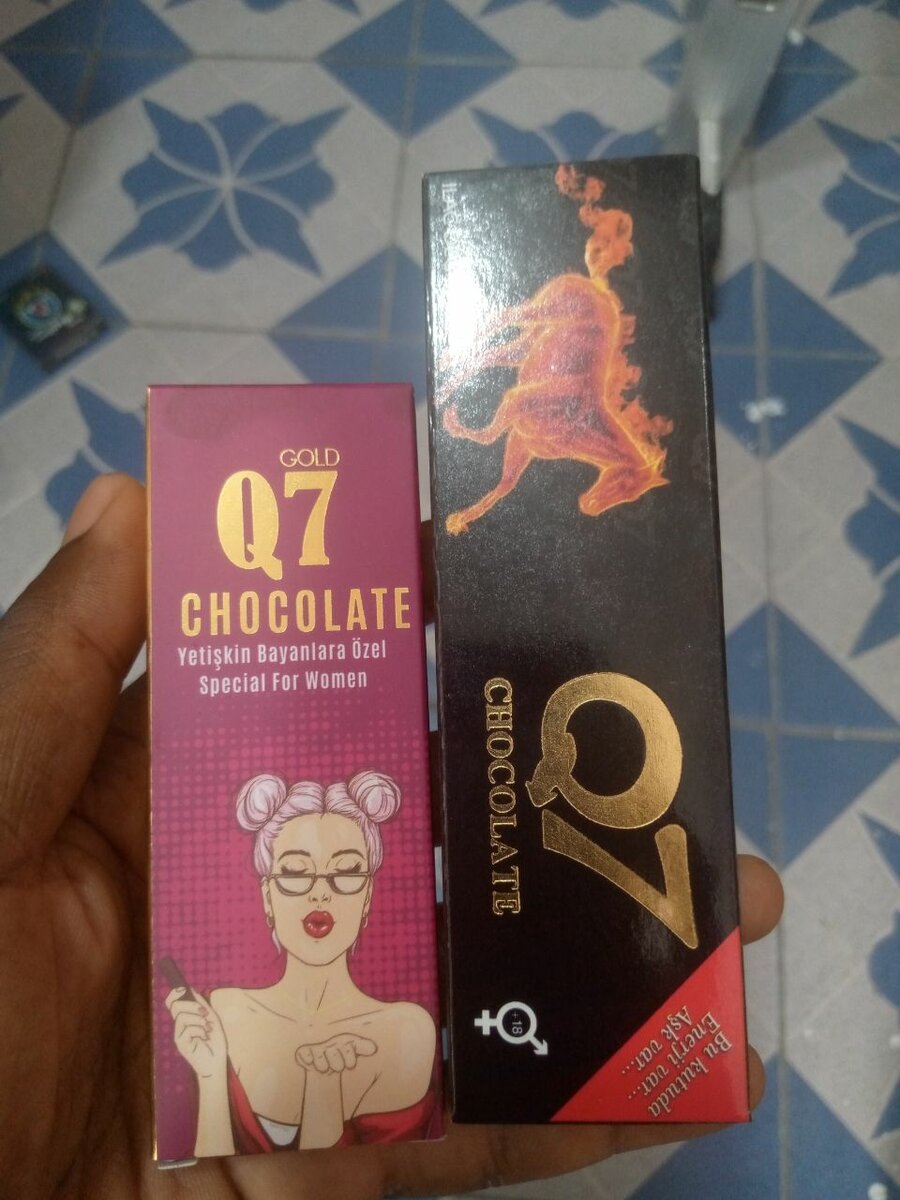 GOLD
Q7
CHOCOLATE
Yetişkin Bayanlara Özel
Special For Women
Q7
CHOCOLATE
+18
Bu kutuda
Enerji var...
Aşk var...